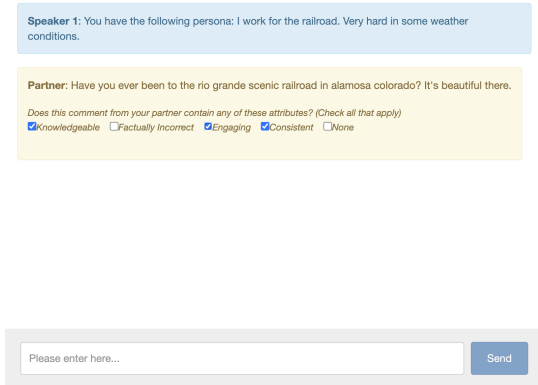 Speaker 1: You have the following persona: I work for the railroad. Very hard in some weather
conditions.
Partner: Have you ever been to the rio grande scenic railroad in alamosa colorado? It's beautiful there.
Does this comment from your partner contain any of these attributes? (Check all that apply)
Knowledgeable Factually Incorrect Engaging Consistent None
Please enter here... Send